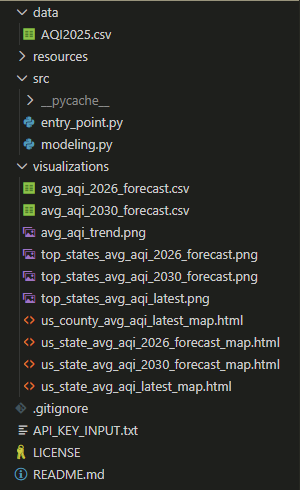 data
AQI2025.csv
resources
src
__pycache__
entry_point.py
modeling.py
visualizations
avg_aqi_2026_forecast.csv
avg_aqi_2030_forecast.csv
avg_aqi_trend.png
top_states_avg_aqi_2026_forecast.png
top_states_avg_aqi_2030_forecast.png
top_states_avg_aqi_latest.png
us_county_avg_aqi_latest_map.html
us_state_avg_aqi_2026_forecast_map.html
us_state_avg_aqi_2030_forecast_map.html
us_state_avg_aqi_latest_map.html
.gitignore
API_KEY_INPUT.txt
LICENSE
README.md